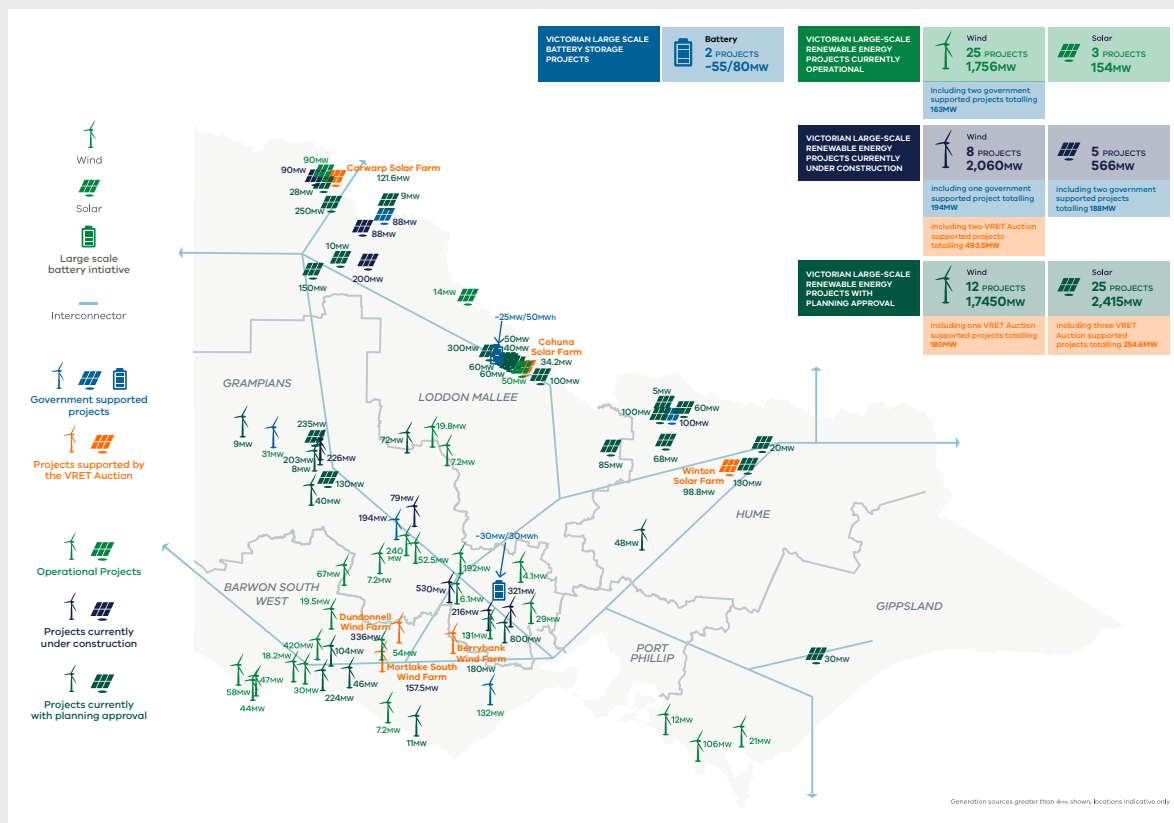 VICTORIAN LARGE SCALE
BATTERY STORAGE
PROJECTS
Battery
2 PROJECTS
~55/80MW
VICTORIAN LARGE-SCALE
RENEWABLE ENERGY
PROJECTS CURRENTLY
OPERATIONAL
Wind
25 PROJECTS
1,756MW
Solar
3 PROJECTS
154MW
Including two government
supported projects totalling
163MW
VICTORIAN LARGE-SCALE
RENEWABLE ENERGY
PROJECTS CURRENTLY
UNDER CONSTRUCTION
Wind
8 PROJECTS
2,060MW
5 PROJECTS
566MW
including one government
supported project totalling
194MW
including two government
supported projects
totalling 188MW
including two VRET Auction
supported projects
totalling 493.5MW
VICTORIAN LARGE-SCALE
RENEWABLE ENERGY
PROJECTS WITH
PLANNING APPROVAL
Wind
12 PROJECTS
1,7450MW
Solar
25 PROJECTS
2,415MW
including one VRET Auction
supported projects totalling
180MW
including three VRET
Auction supported
projects totalling 254.6MW
Wind
Solar
Large scale
battery intiative
Interconnector
Government supported
projects
Projects supported by
the VRET Auction
Operational Projects
Projects currently
under construction
Projects currently
with planning approval
90MW
90MW
Carwarp Solar Farm
121.6MW
28MW
250MW
9MW
88MW
88MW
10MW
200MW
150MW
14MW
~25MW/50MWh
50MW
40MW
300MW
60MW
60MW
50MW
Cohuna
Solar Farm
34.2MW
100MW
GRAMPIANS
LODDON MALLEE
9MW
31MW
235MW
203MW
8MW
226MW
130MW
40MW
72MW
19.8MW
7.2MW
5MW
100MW
60MW
100MW
85MW
68MW
20MW
Winton
Solar Farm
98.8MW
130MW
HUME
48MW
79MW
194MW
~30MW/30MWh
240
MW
52.5MW
7.2MW
67MW
192MW
4.1MW
BARWON SOUTH
WEST
530MW
6.1MW
321MW
19.5MW
216MW
29MW
Dundonnell
Wind Farm
336MW
54MW
131MW
800MW
Berrybank
Wind Farm
180MW
420MW
104MW
18.2MW
Mortlake South
Wind Farm
157.5MW
47MW
58MW
44MW
30MW
224MW
46MW
7.2MW
11MW
132MW
PORT
PHILLIP
GIPPSLAND
30MW
12MW
106MW
21MW
Generation sources greater than 4MW shown, locations indicative only